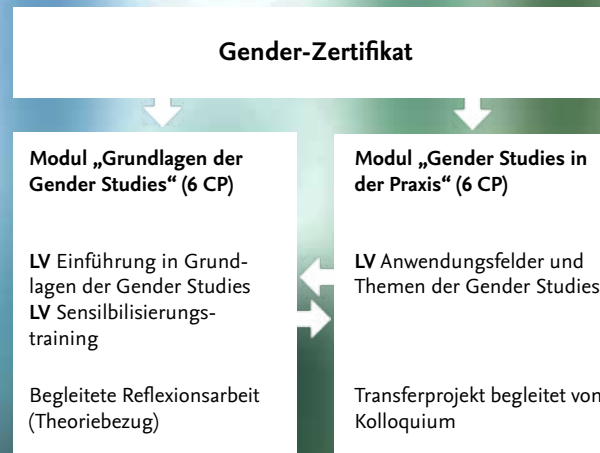 Gender-Zertifikat
Modul „Grundlagen der
Gender Studies“ (6 CP)
LV Einführung in Grund-
lagen der Gender Studies
LV Sensilbilisierungs-
training
Begleitete Reflexionsarbeit
(Theoriebezug)
Modul „Gender Studies in
der Praxis“ (6 CP)
LV Anwendungsfelder und
Themen der Gender Studies
Transferprojekt begleitet von
Kolloquium